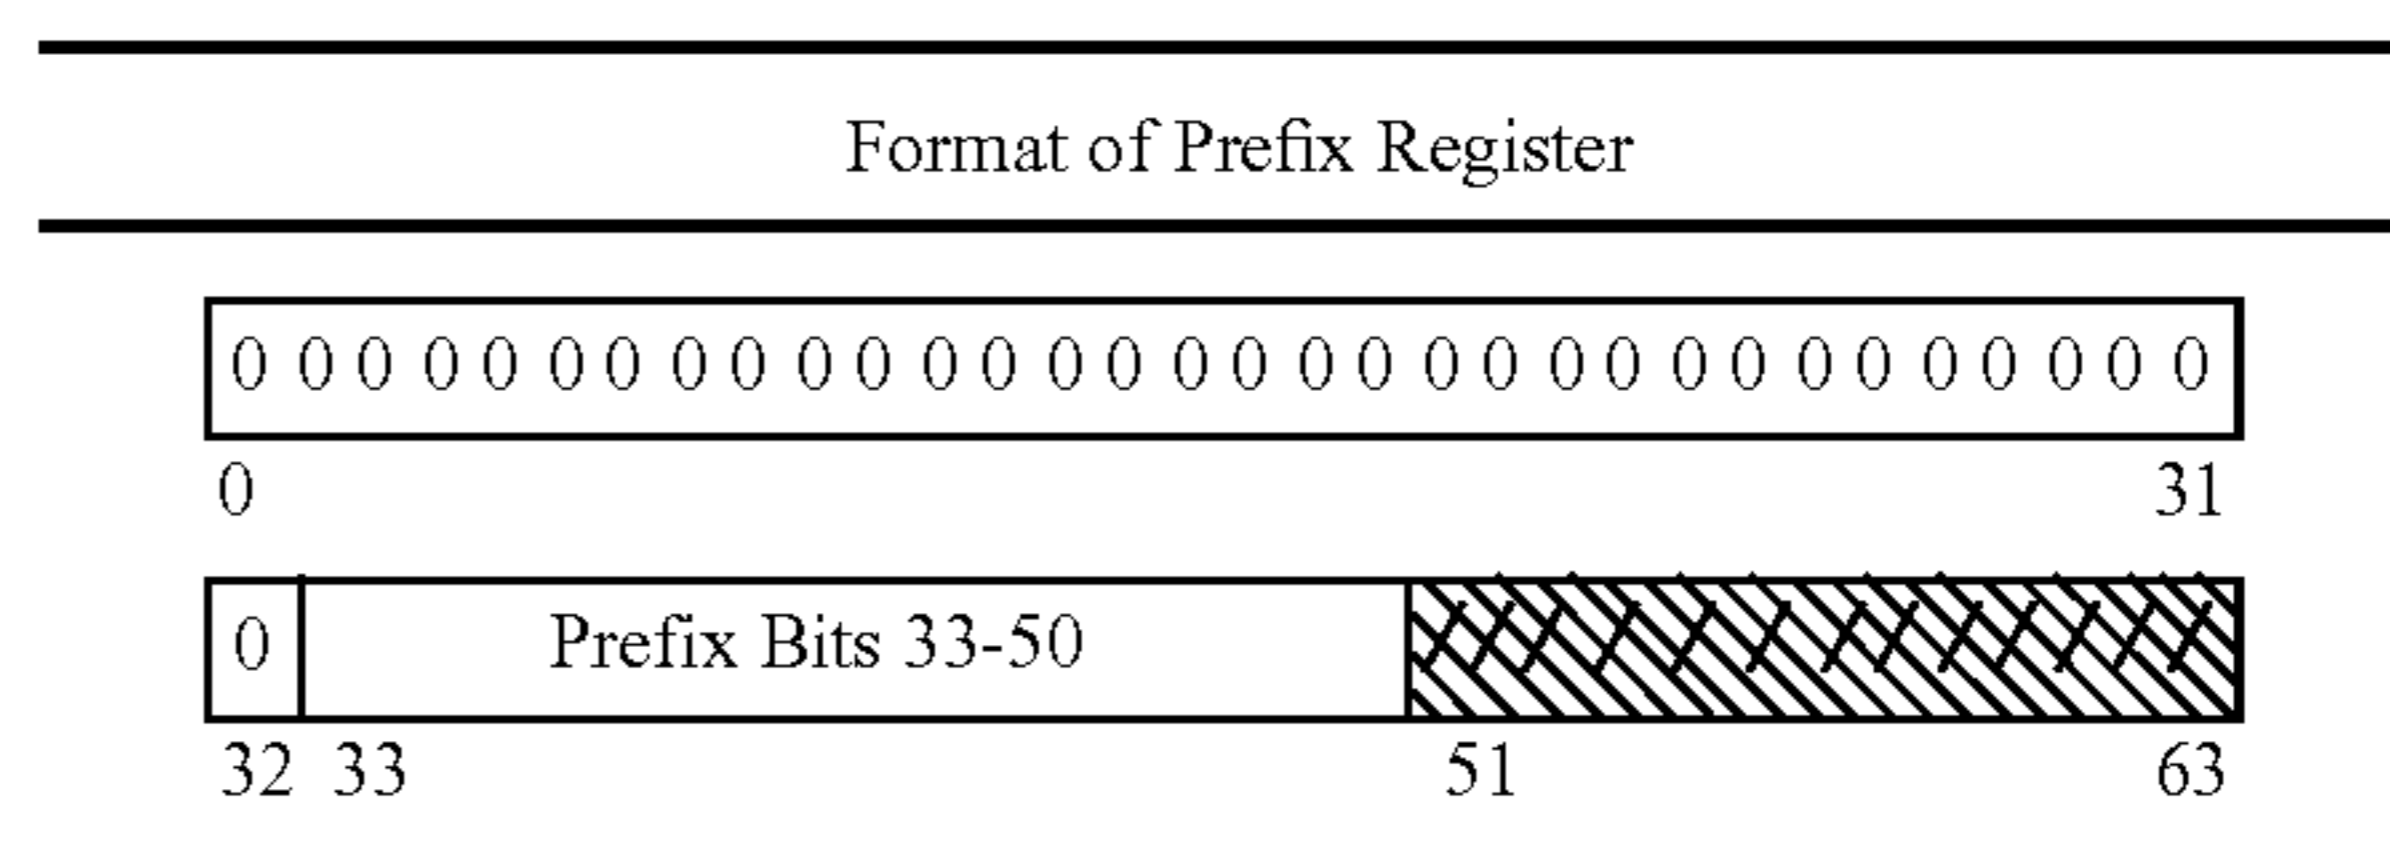 Format of Prefix Register
0 0 0 0 0 0 0 0 0 0 0 0 0 0 0 0 0 0 0 0 0 0 0 0 0 0 0 0 0 0 0 0
0 31
0 Prefix Bits 33-50
32 33 51 63